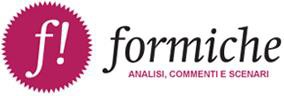 f! formiche
ANALISI, COMMENTI E SCENARI